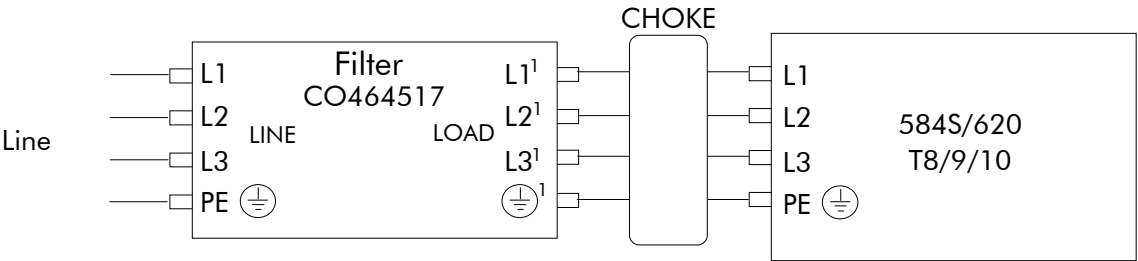 CHOKE
Line
L1
L2
L3
PE
Filter
CO464517
LINE
LOAD
L1¹
L2¹
L3¹
1
L1
L2
L3
PE
584S/620
T8/9/10